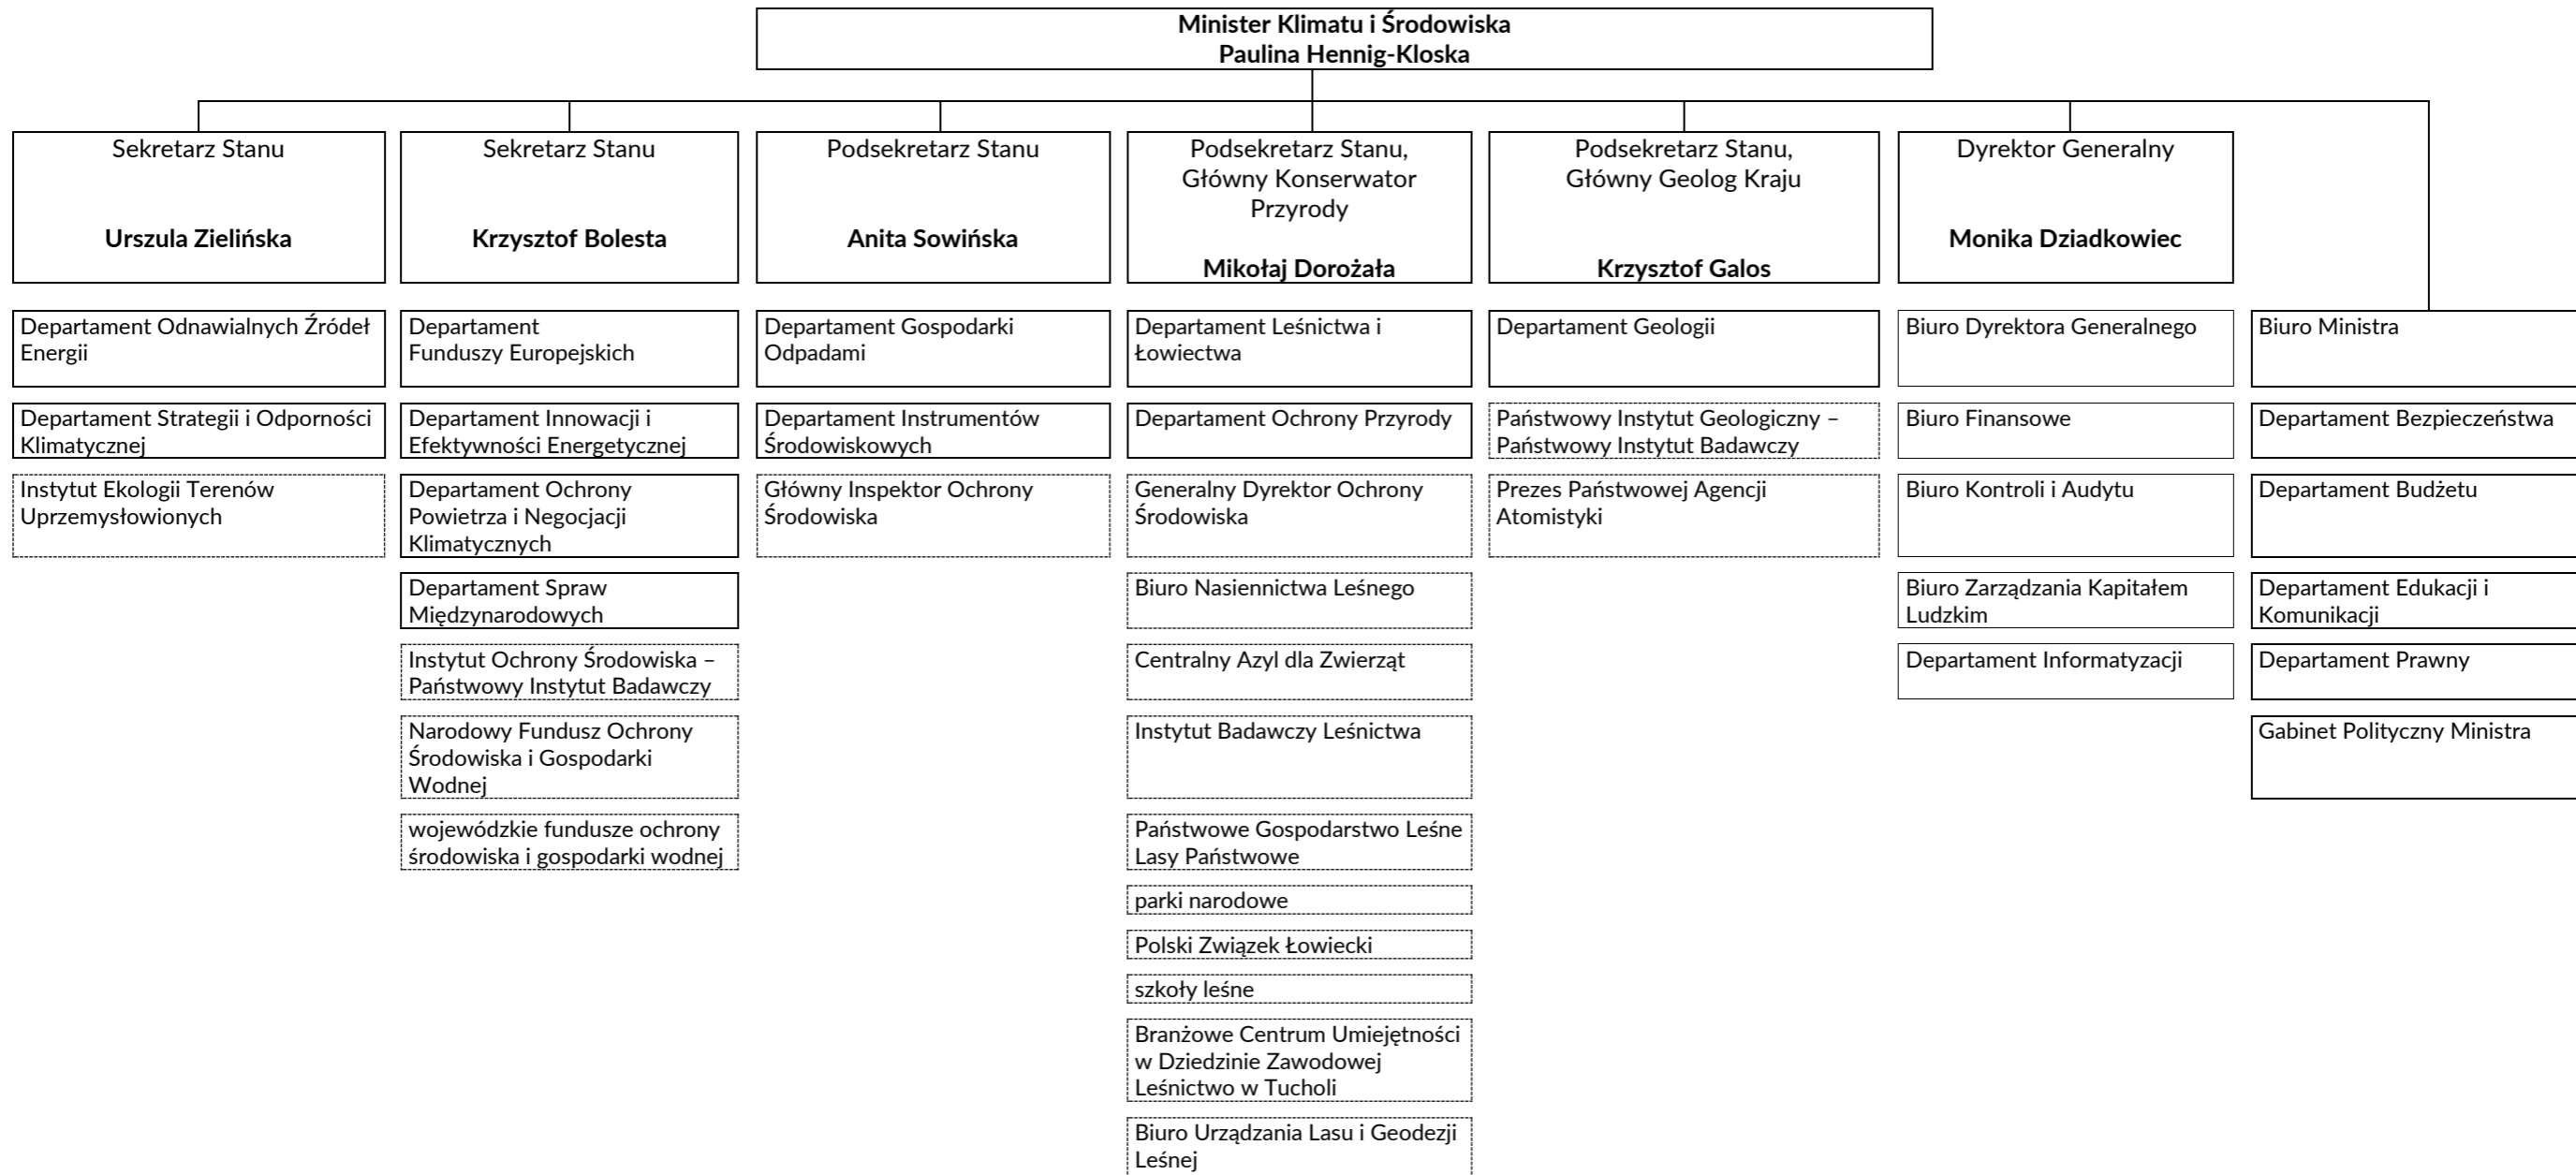 Minister Klimatu i Środowiska
Paulina Hennig-Kloska
Sekretarz Stanu
Urszula Zielińska
Sekretarz Stanu
Krzysztof Bolesta
Podsekretarz Stanu
Anita Sowińska
Podsekretarz Stanu,
Główny Konserwator
Przyrody
Mikołaj Dorożała
Podsekretarz Stanu,
Główny Geolog Kraju
Krzysztof Galos
Dyrektor Generalny
Monika Dziadkowiec
Departament Odnawialnych Źródeł
Energii
Departament Strategii i Odporności
Klimatycznej
Instytut Ekologii Terenów
Uprzemysłowionych
Departament
Funduszy Europejskich
Departament Innowacji i
Efektywności Energetycznej
Departament Ochrony
Powietrza i Negocjacji
Klimatycznych
Departament Spraw
Międzynarodowych
Instytut Ochrony Środowiska –
Państwowy Instytut Badawczy
Narodowy Fundusz Ochrony
Środowiska i Gospodarki
Wodnej
wojewódzkie fundusze ochrony
środowiska i gospodarki wodnej
Departament Gospodarki
Odpadami
Departament Instrumentów
Środowiskowych
Główny Inspektor Ochrony
Środowiska
Departament Leśnictwa i
Łowiectwa
Departament Ochrony Przyrody
Generalny Dyrektor Ochrony
Środowiska
Biuro Nasiennictwa Leśnego
Centralny Azyl dla Zwierząt
Instytut Badawczy Leśnictwa
Państwowe Gospodarstwo Leśne
Lasy Państwowe
parki narodowe
Polski Związek Łowiecki
szkoły leśne
Branżowe Centrum Umiejętności
w Dziedzinie Zawodowej
Leśnictwo w Tucholi
Biuro Urządzania Lasu i Geodezji
Leśnej
Departament Geologii
Państwowy Instytut Geologiczny –
Państwowy Instytut Badawczy
Prezes Państwowej Agencji
Atomistyki
Biuro Dyrektora Generalnego
Biuro Finansowe
Biuro Kontroli i Audytu
Biuro Zarządzania Kapitałem
Ludzkim
Departament Informatyzacji
Biuro Ministra
Departament Bezpieczeństwa
Departament Budżetu
Departament Edukacji i
Komunikacji
Departament Prawny
Gabinet Polityczny Ministra